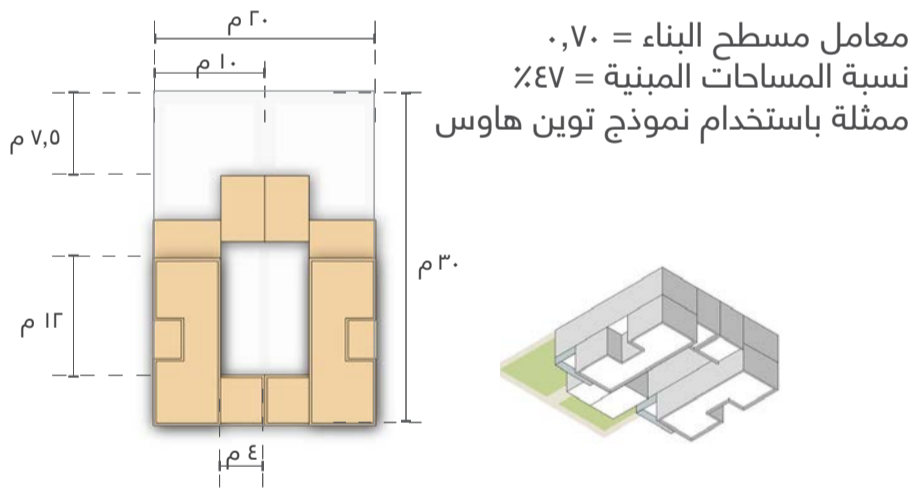 معامل مسطح البناء = ٠,٧٠
نسبة المساحات المبنية = ٤٧٪
ممثلة باستخدام نموذج توين هاوس
٢٠ م
١٠ م
٧,٥ م
٣٠ م
١٢ م
٤ م